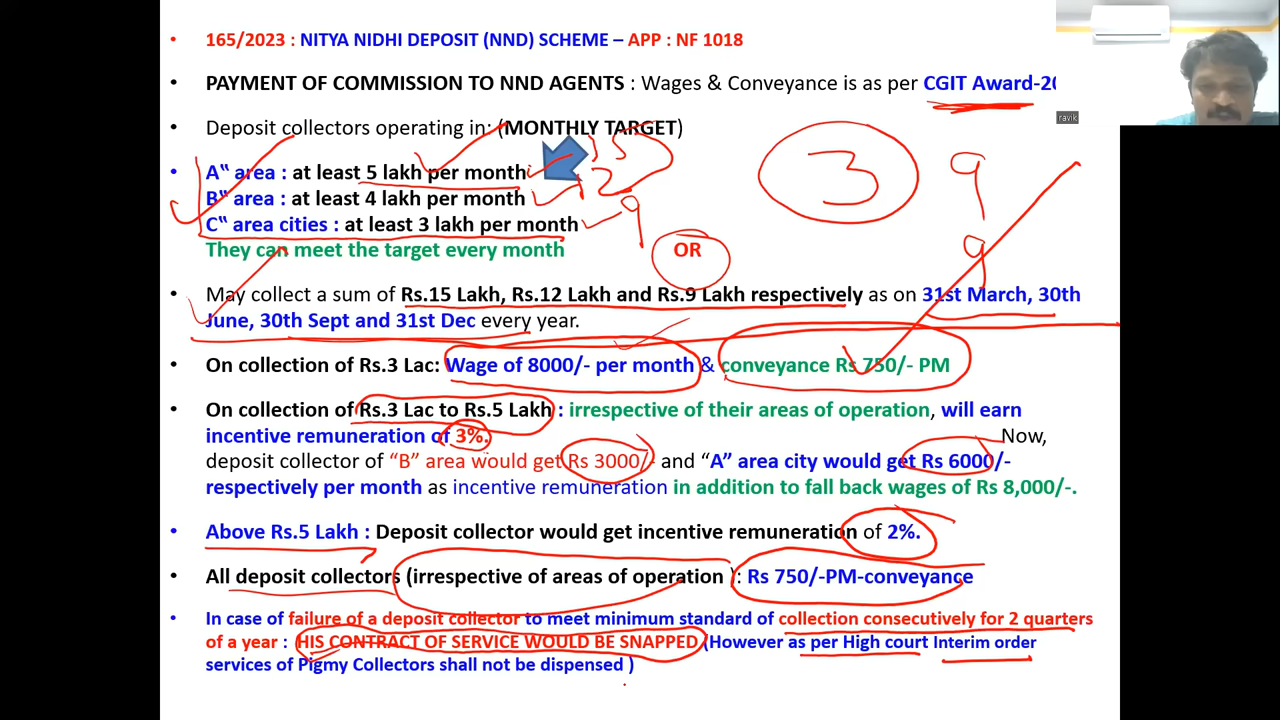 165/2023 : NITYA NIDHI DEPOSIT (NND) SCHEME – APP : NF 1018
PAYMENT OF COMMISSION TO NND AGENTS : Wages & Conveyance is as per CGIT Award-20
ravik
Deposit collectors operating in: (MONTHLY TARGET)
15
3
9
A‟ area : at least 5 lakh per month
12
B‟ area : at least 4 lakh per month
9
C‟ area cities : at least 3 lakh per month
They can meet the target every month
OR
9
May collect a sum of Rs.15 Lakh, Rs.12 Lakh and Rs.9 Lakh respectively as on 31st March, 30th
June, 30th Sept and 31st Dec every year.
On collection of Rs.3 Lac: Wage of 8000/- per month & conveyance Rs 750/- PM
On collection of Rs.3 Lac to Rs.5 Lakh : irrespective of their areas of operation, will earn
incentive remuneration of 3%. Now,
deposit collector of "B" area would get Rs 3000/- and "A" area city would get Rs 6000/-
respectively per month as incentive remuneration in addition to fall back wages of Rs 8,000/-.
Above Rs.5 Lakh : Deposit collector would get incentive remuneration of 2%.
All deposit collectors (irrespective of areas of operation ): Rs 750/-PM-conveyance
In case of failure of a deposit collector to meet minimum standard of collection consecutively for 2 quarters
of a year : HIS CONTRACT OF SERVICE WOULD BE SNAPPED (However as per High court Interim order
services of Pigmy Collectors shall not be dispensed )